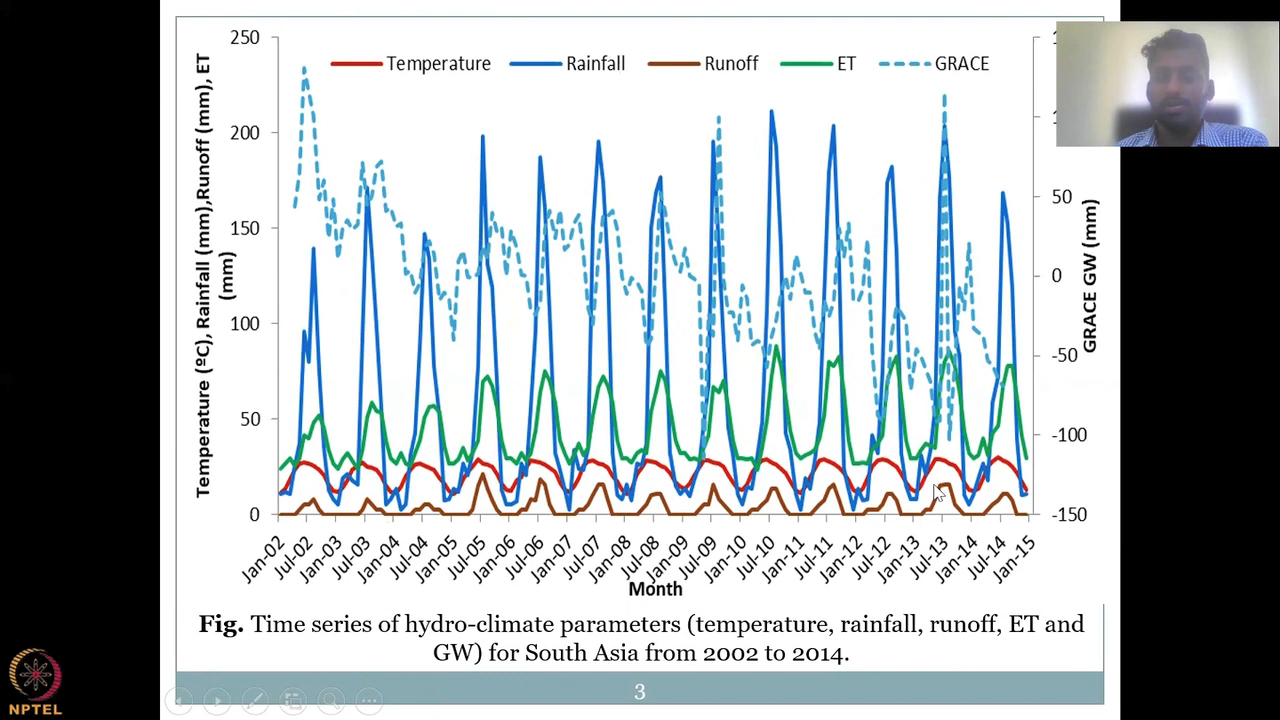 250
200
150
100
50
0
Temperature (ºC), Rainfall (mm),Runoff (mm), ET
(mm)
Temperature
Rainfall
Runoff
ET
GRACE
50
0
-50
-100
-150
GRACE GW (mm)
Jan-02
Jul-02
Jan-03
Jul-03
Jan-04
Jul-04
Jan-05
Jul-05
Jan-06
Jul-06
Jan-07
Jul-07
Jan-08
Jul-08
Jan-09
Jul-09
Jan-10
Jul-10
Jan-11
Jul-11
Jan-12
Jul-12
Jan-13
Jul-13
Jan-14
Jul-14
Jan-15
Month
Fig. Time series of hydro-climate parameters (temperature, rainfall, runoff, ET and
GW) for South Asia from 2002 to 2014.
3
NPTEL